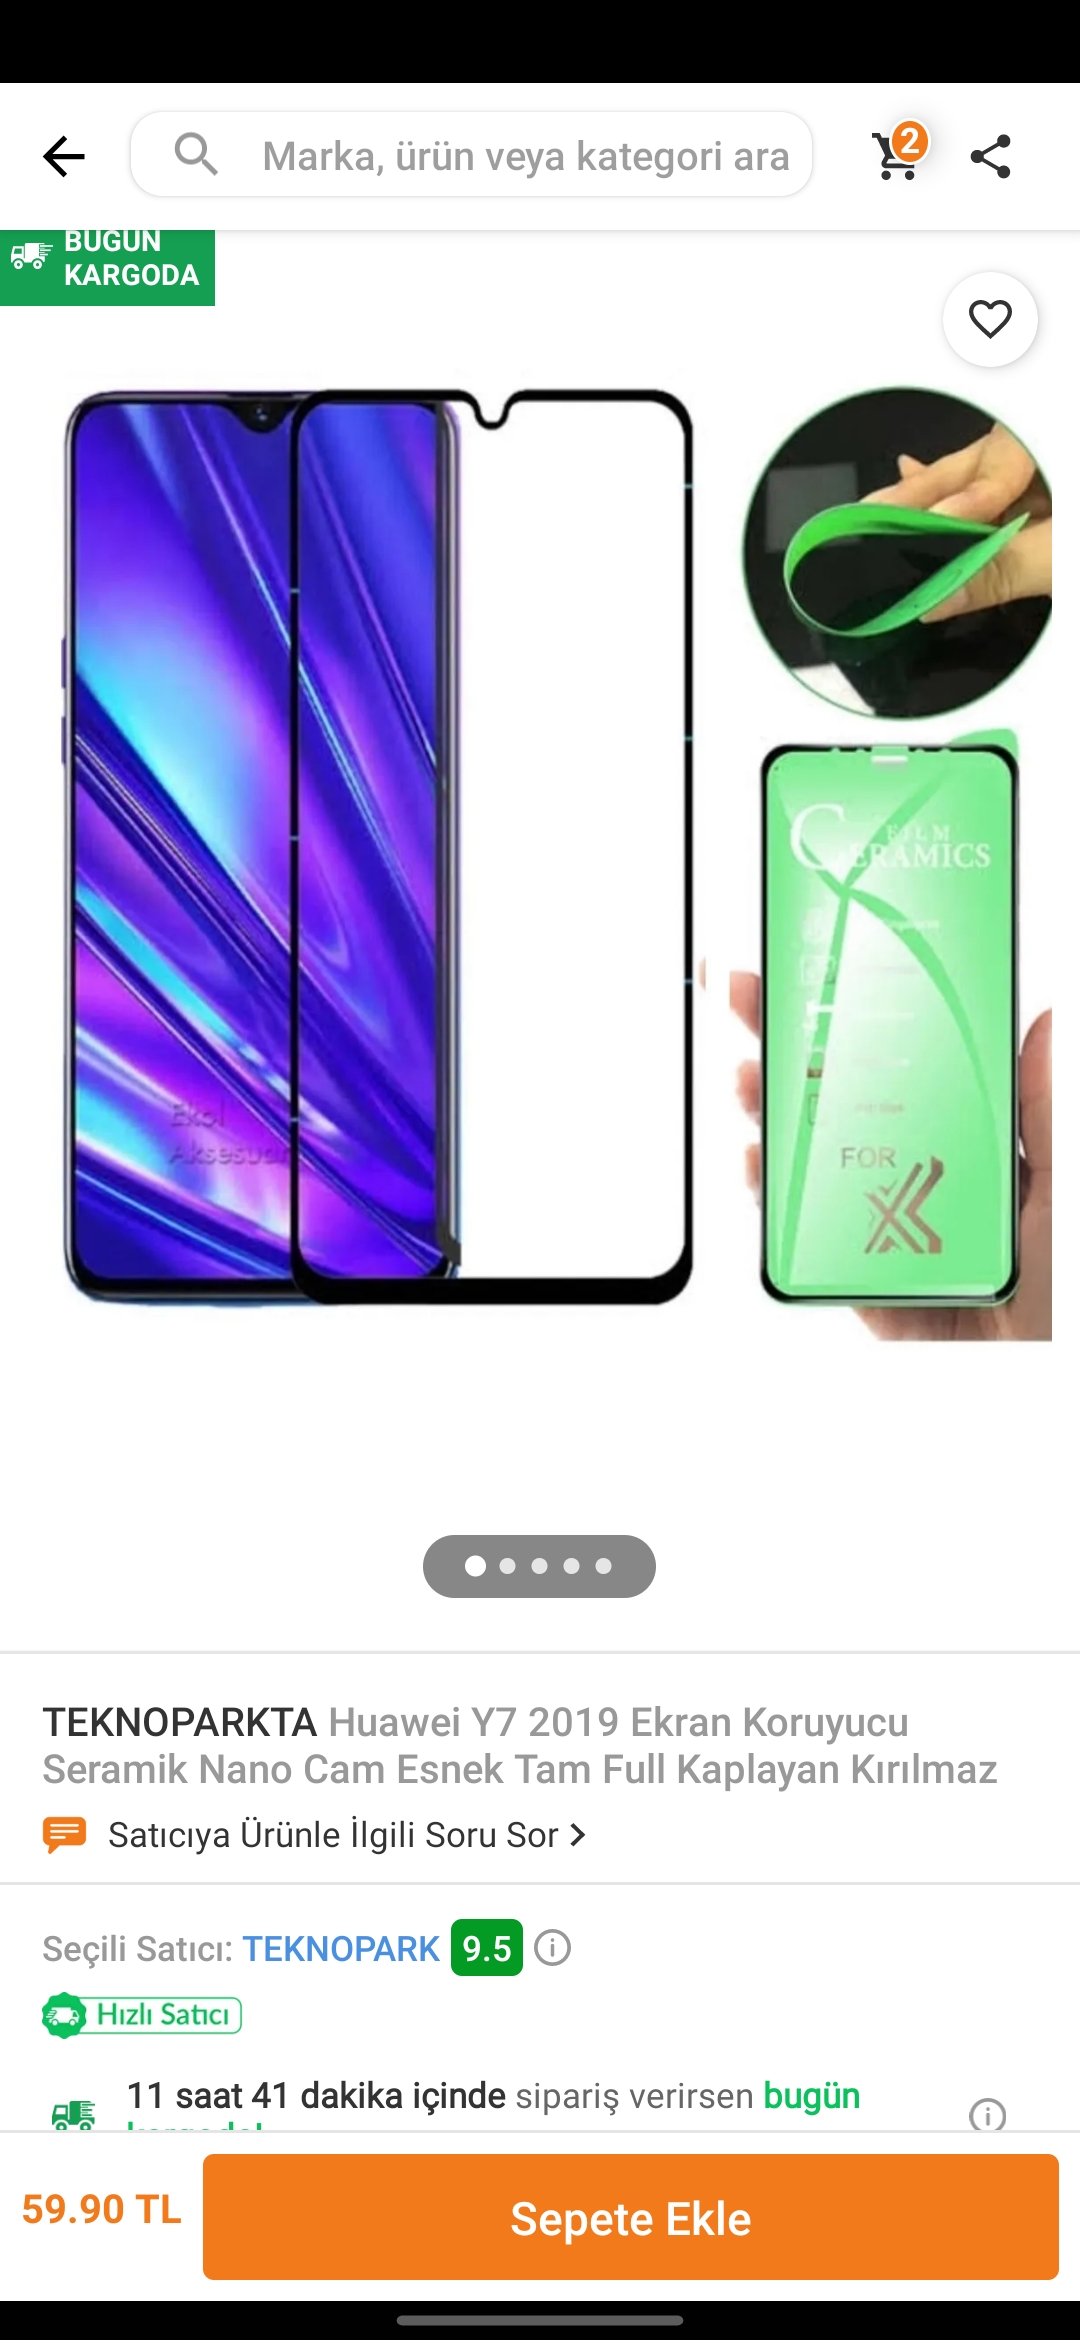 Marka, ürün veya kategori ara
2
BUGÜN
KARGODA
Ekol
Aksesuar
FILM
CERAMICS
FOR
X
TEKNOPARKTA Huawei Y7 2019 Ekran Koruyucu
Seramik Nano Cam Esnek Tam Full Kaplayan Kırılmaz
Satıcıya Ürünle İlgili Soru Sor
Seçili Satıcı: TEKNOPARK 9.5
Hızlı Satıcı
11 saat 41 dakika içinde sipariş verirsen bugün
59.90 TL
Sepete Ekle